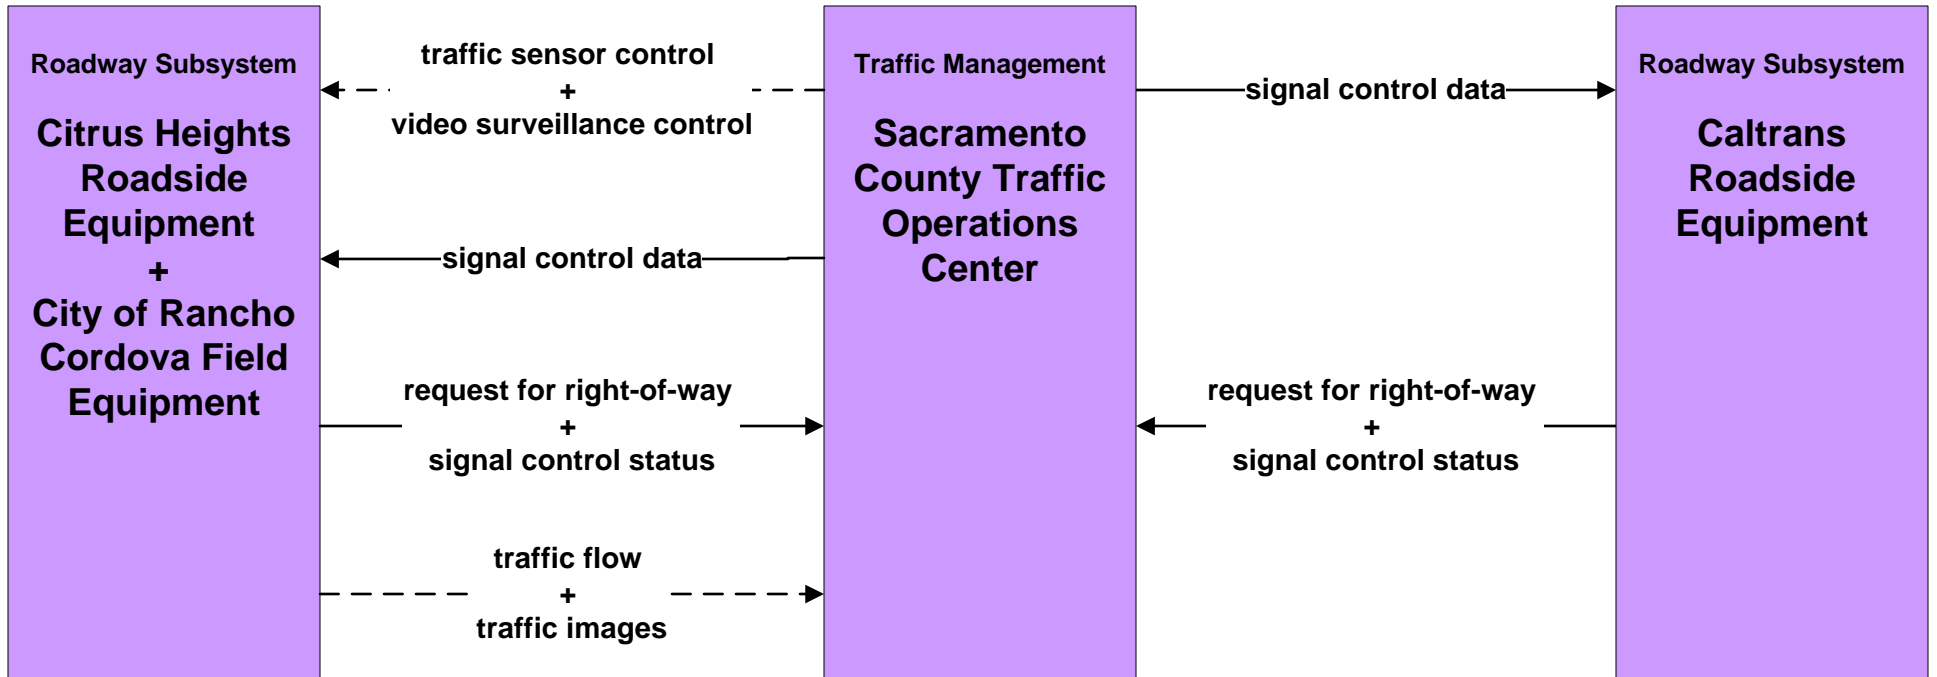 Roadway Subsystem
Citrus Heights
Roadside
Equipment
+
City of Rancho
Cordova Field
Equipment
traffic sensor control
+
video surveillance control
signal control data
request for right-of-way
+
signal control status
traffic flow
+
traffic images
Traffic Management
Sacramento
County Traffic
Operations
Center
signal control data
request for right-of-way
+
signal control status
Roadway Subsystem
Caltrans
Roadside
Equipment